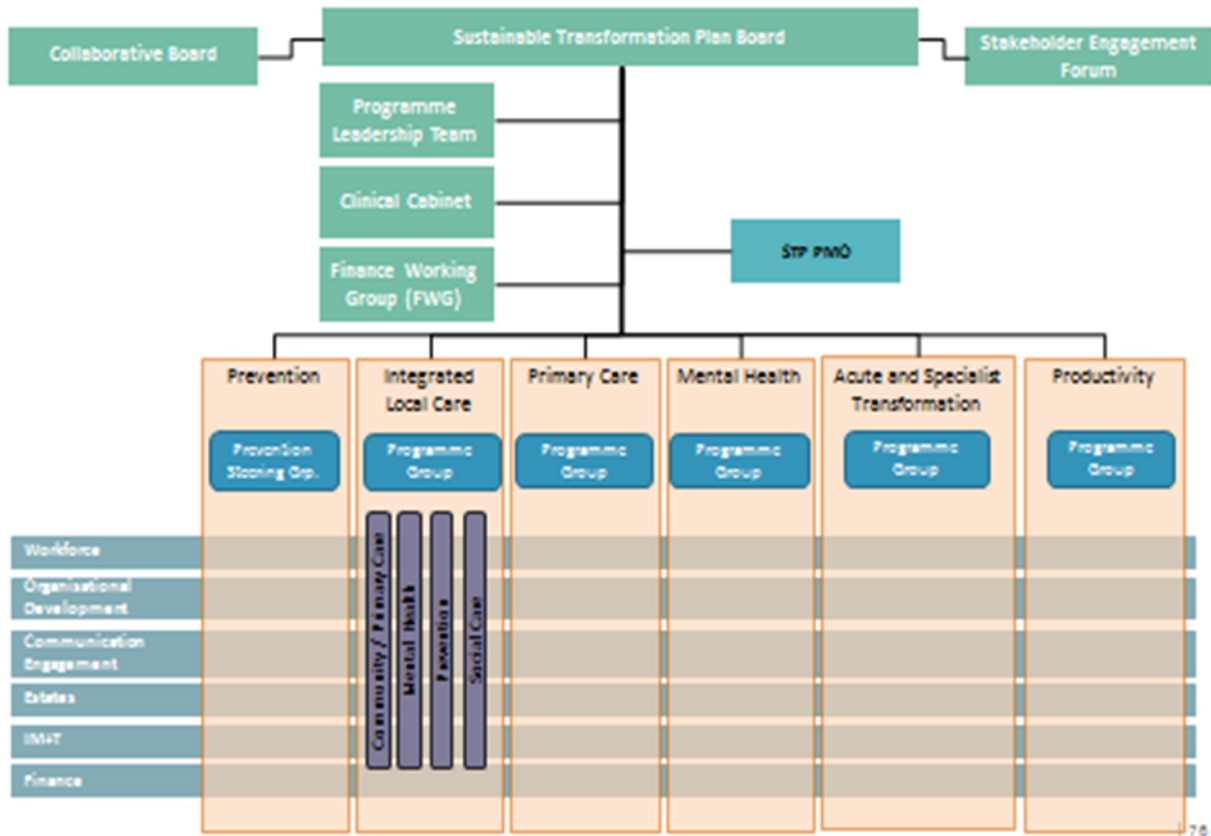 Collaborative Board
Sustainable Transformation Plan Board
Stakeholder Engagement
Forum
Programme
Leadership Team
Clinical Cabinet
Finance Working
Group (FWG)
STP PMO
Prevention
Prevention
Steering Grp.
Integrated
Local Care
Programme
Group
Primary Care
Programme
Group
Mental Health
Programme
Group
Acute and Specialist
Transformation
Programme
Group
Productivity
Programme
Group
Community / Primary Care
Mental Health
Prevention
Social Care
Workforce
Organisational
Development
Communication
Engagement
Estates
IM+T
Finance
76